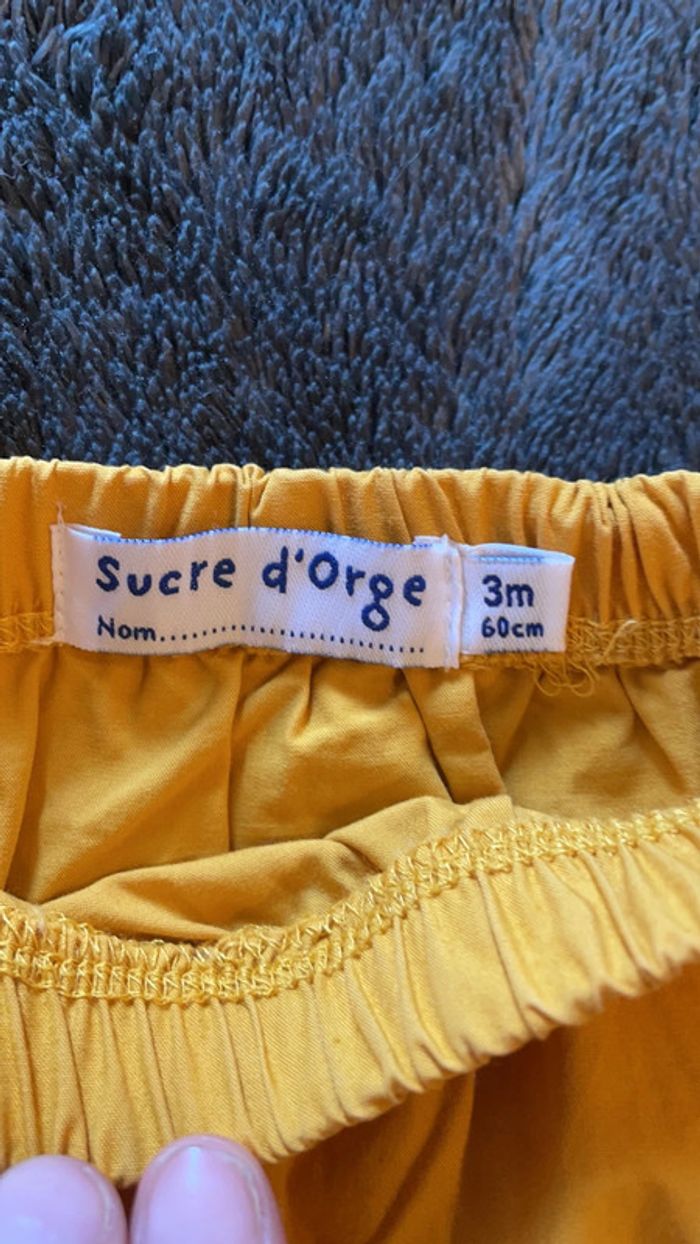 Sucre d'Orge
Nom.........................
3m
60cm